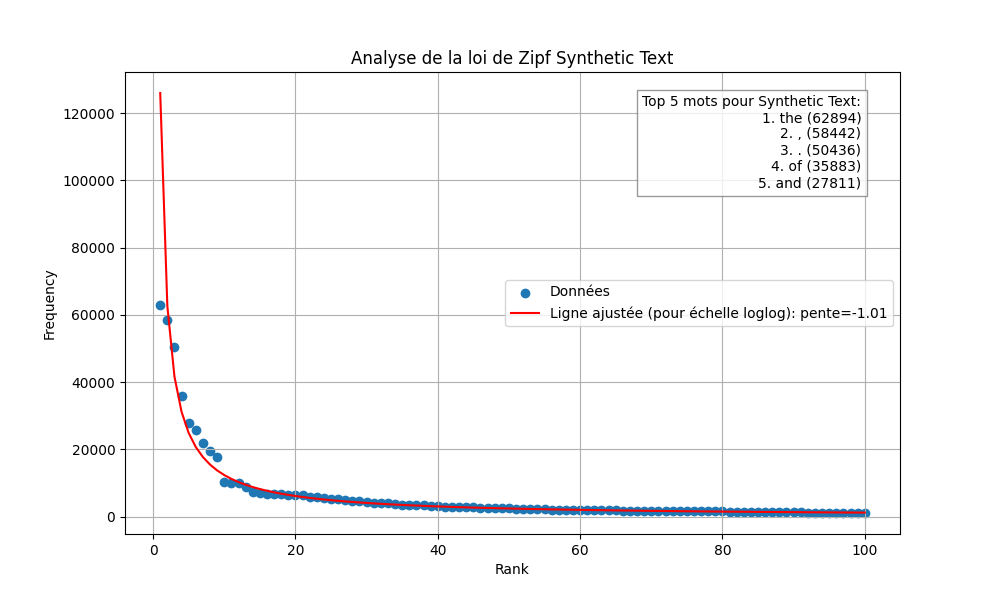 Analyse de la loi de Zipf Synthetic Text
Top 5 mots pour Synthetic Text:
1. the (62894)
2. , (58442)
3. . (50436)
4. of (35883)
5. and (27811)
Données
Ligne ajustée (pour échelle loglog): pente=-1.01
Frequency
120000
100000
80000
60000
40000
20000
0
0 20 40 60 80 100
Rank